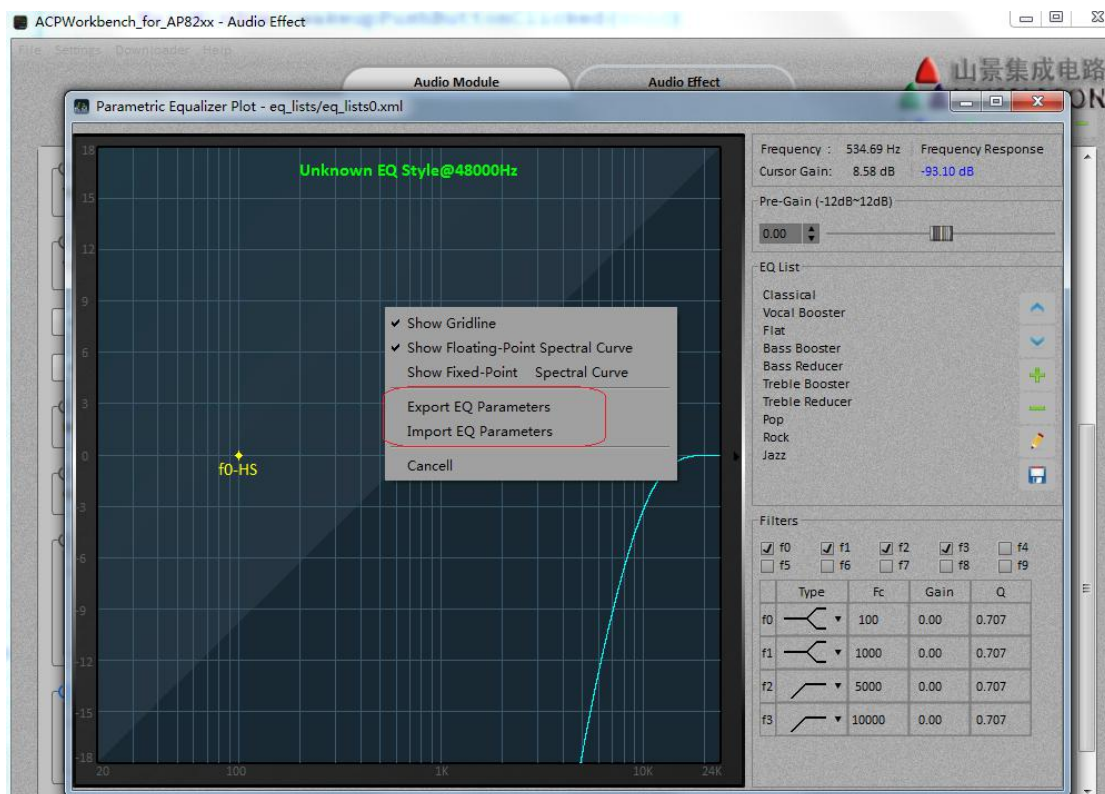 ACPWorkbench_for_AP82xx - Audio Effect
File Settings Downloader Help
Audio Module
Audio Effect
山景集成电路
Parametric Equalizer Plot - eq_lists/eq_lists0.xml
Unknown EQ Style@48000Hz
18
15
12
9
6
3
0
-3
-6
-9
-12
-15
-18
20 100 1K 10K 24K
f0-HS
✔ Show Gridline
✔ Show Floating-Point Spectral Curve
Show Fixed-Point Spectral Curve
Export EQ Parameters
Import EQ Parameters
Cancell
Frequency : 534.69 Hz Frequency Response
Cursor Gain: 8.58 dB -93.10 dB
Pre-Gain (-12dB~12dB)
0.00
EQ List
Classical
Vocal Booster
Flat
Bass Booster
Bass Reducer
Treble Booster
Treble Reducer
Pop
Rock
Jazz
Filters
f0 f1 f2 f3 f4
f5 f6 f7 f8 f9
Type Fc Gain Q
f0 100 0.00 0.707
f1 1000 0.00 0.707
f2 5000 0.00 0.707
f3 10000 0.00 0.707